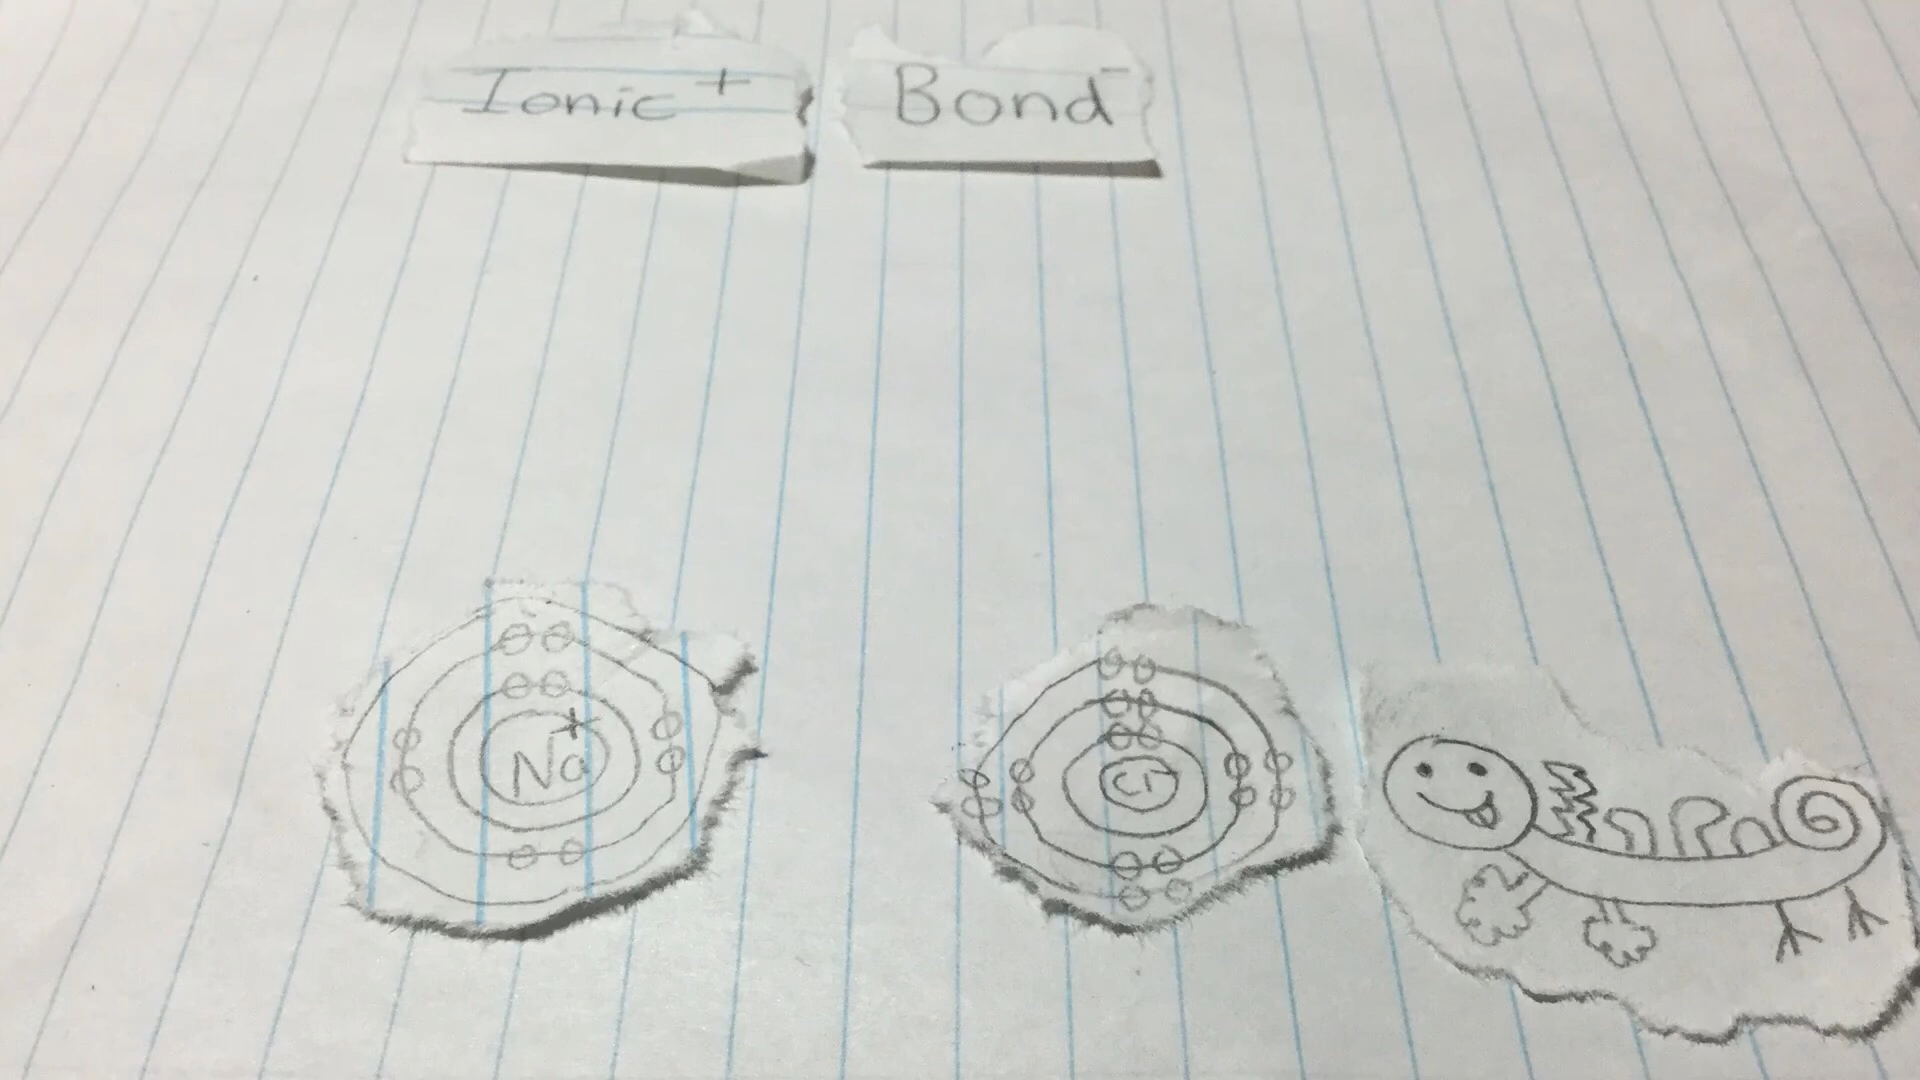 Ionic + Bond -
Na+
Cl-